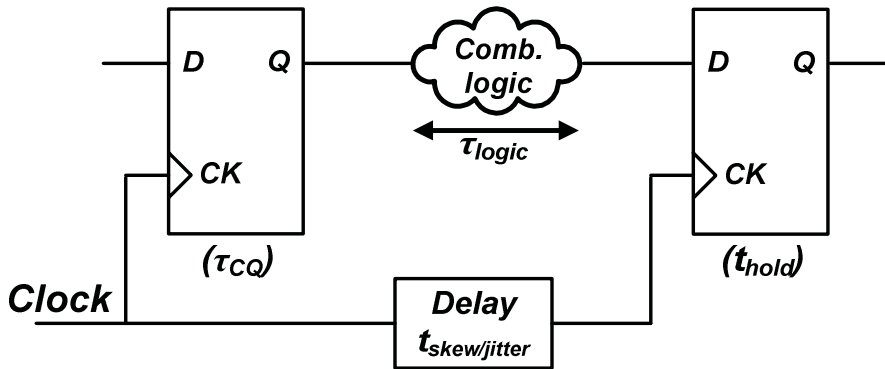 D Q
Comb.
logic
D Q
τlogic
CK
CK
(τCQ)
(thold)
Clock
Delay
tskew/jitter